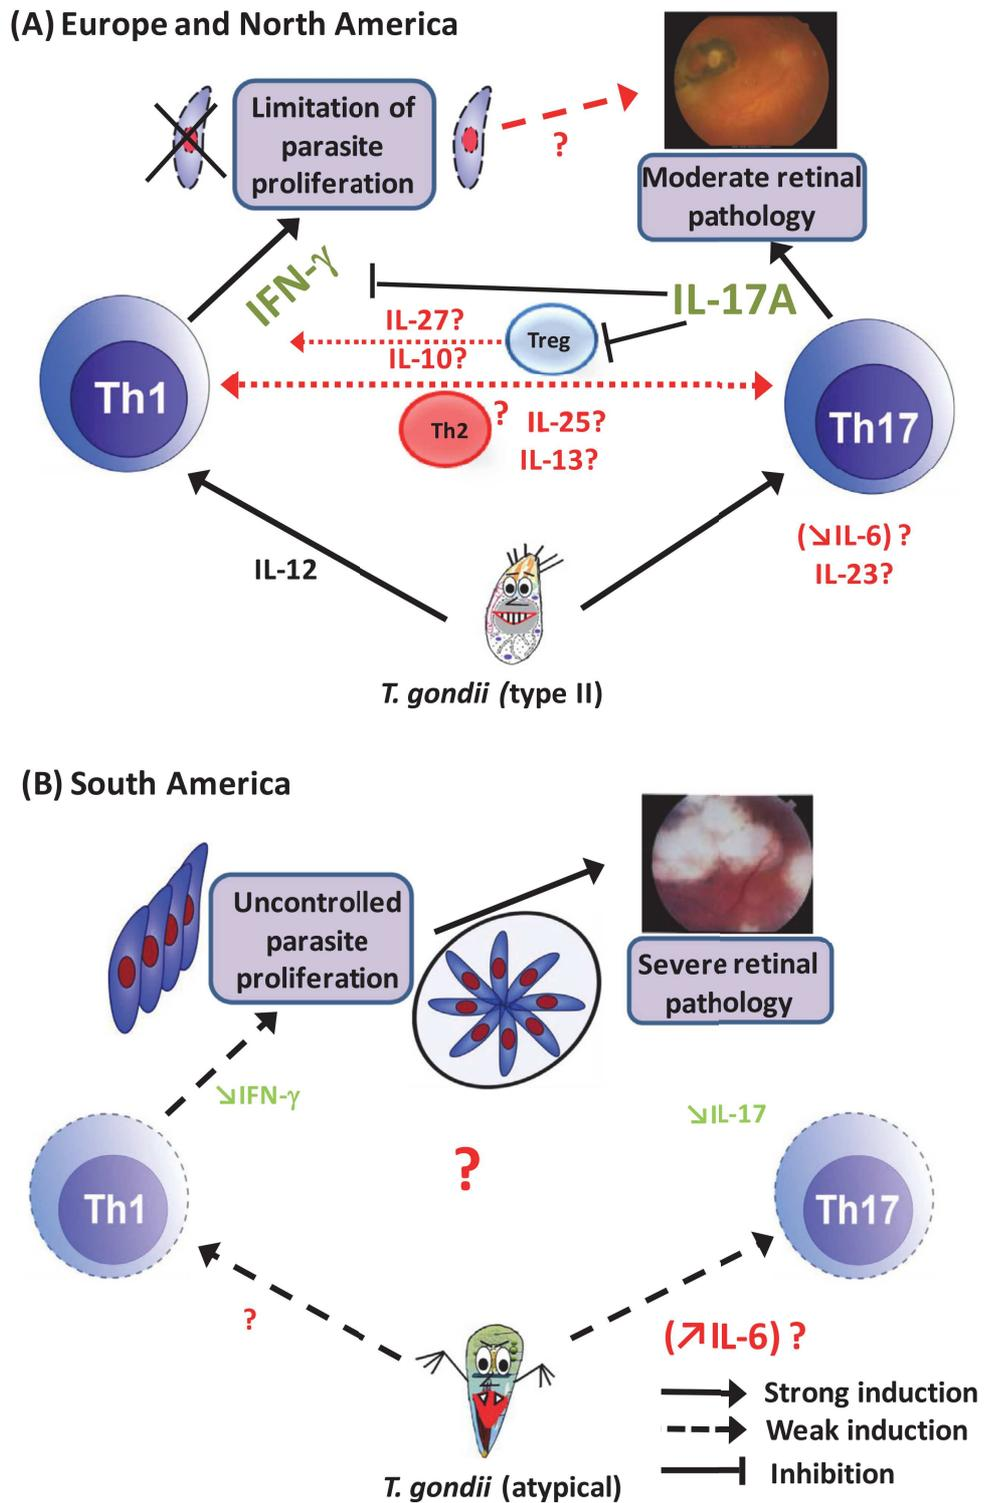 (A) Europe and North America
Limitation of
parasite
proliferation
?
Moderate retinal
pathology
IFN-γ
IL-17A
IL-27?
Treg
IL-10?
Th1
Th2
?
IL-25?
IL-13?
Th17
(↘IL-6) ?
IL-23?
IL-12
T. gondii (type II)
(B) South America
Uncontrolled
parasite
proliferation
Severe retinal
pathology
↘IFN-γ
↘IL-17
?
Th1
Th17
?
(↗IL-6) ?
Strong induction
Weak induction
Inhibition
T. gondii (atypical)